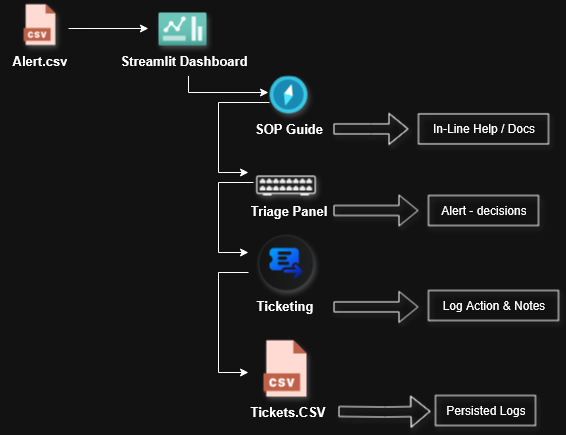 CSV
Alert.csv
Streamlit Dashboard
SOP Guide
In-Line Help / Docs
Triage Panel
Alert - decisions
Ticketing
Log Action & Notes
CSV
Tickets.CSV
Persisted Logs